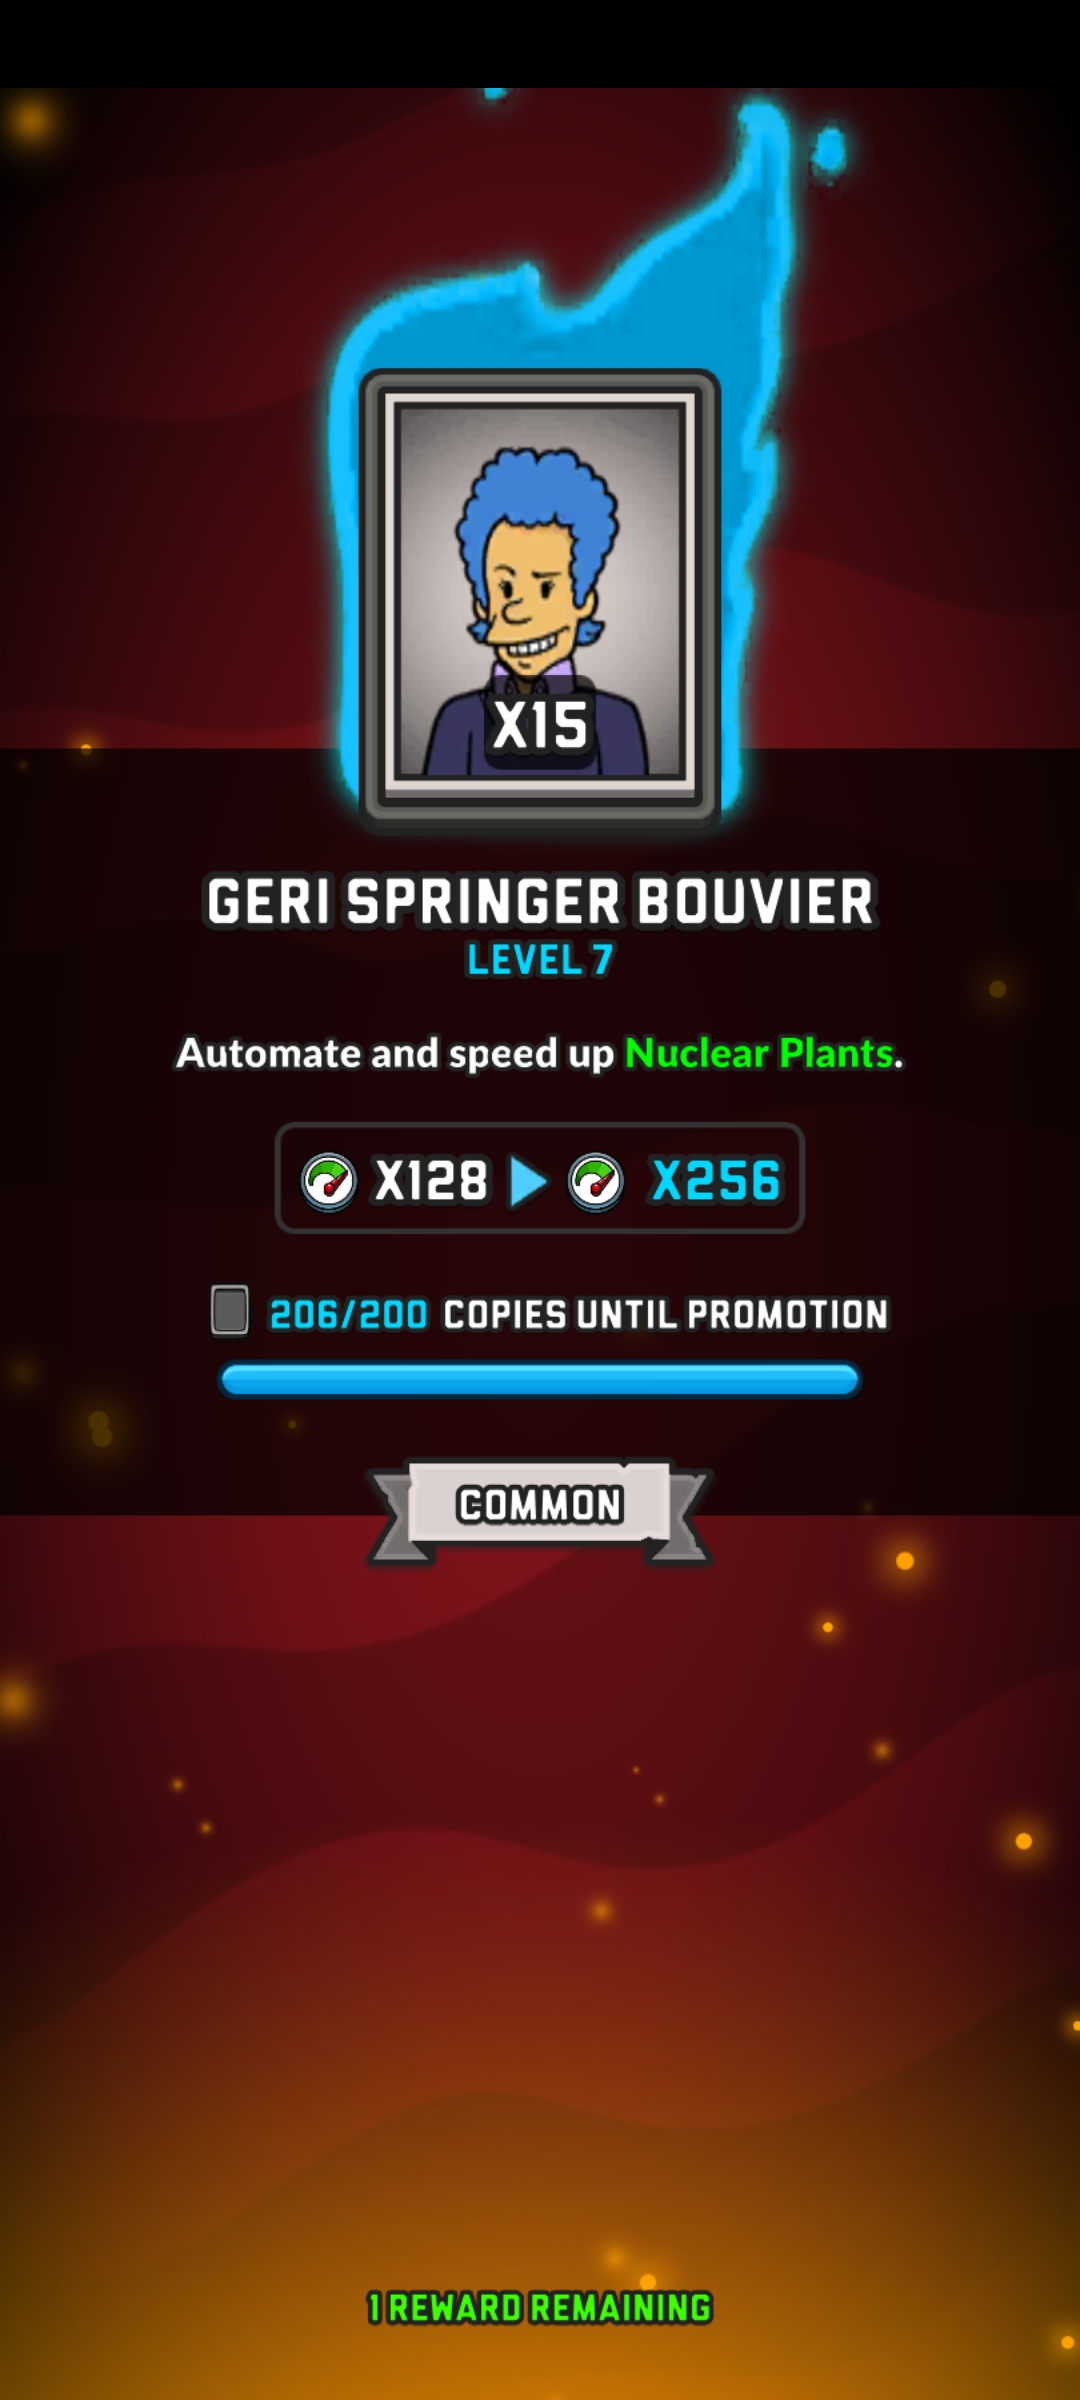 X15
GERI SPRINGER BOUVIER
LEVEL 7
Automate and speed up Nuclear Plants.
X128 X256
206/200 COPIES UNTIL PROMOTION
COMMON
1 REWARD REMAINING